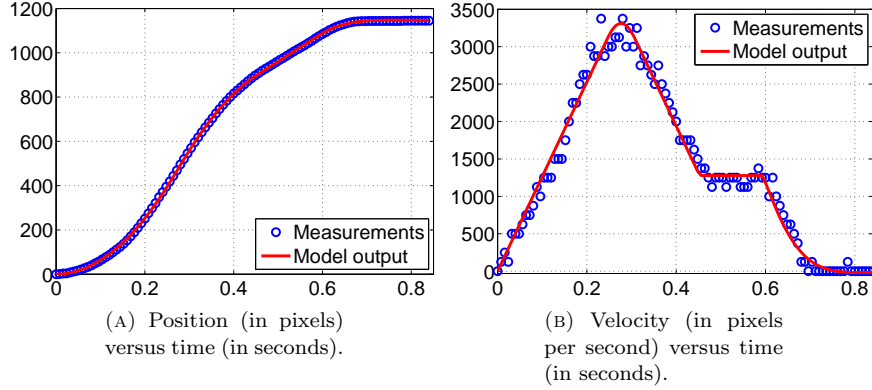 1200
1000
800
600
400
200
0
0
0.2
0.4
0.6
0.8
Measurements
Model output
(A) Position (in pixels)
versus time (in seconds).
3500
3000
2500
2000
1500
1000
500
0
0
0.2
0.4
0.6
0.8
Measurements
Model output
(B) Velocity (in pixels
per second) versus time
(in seconds).